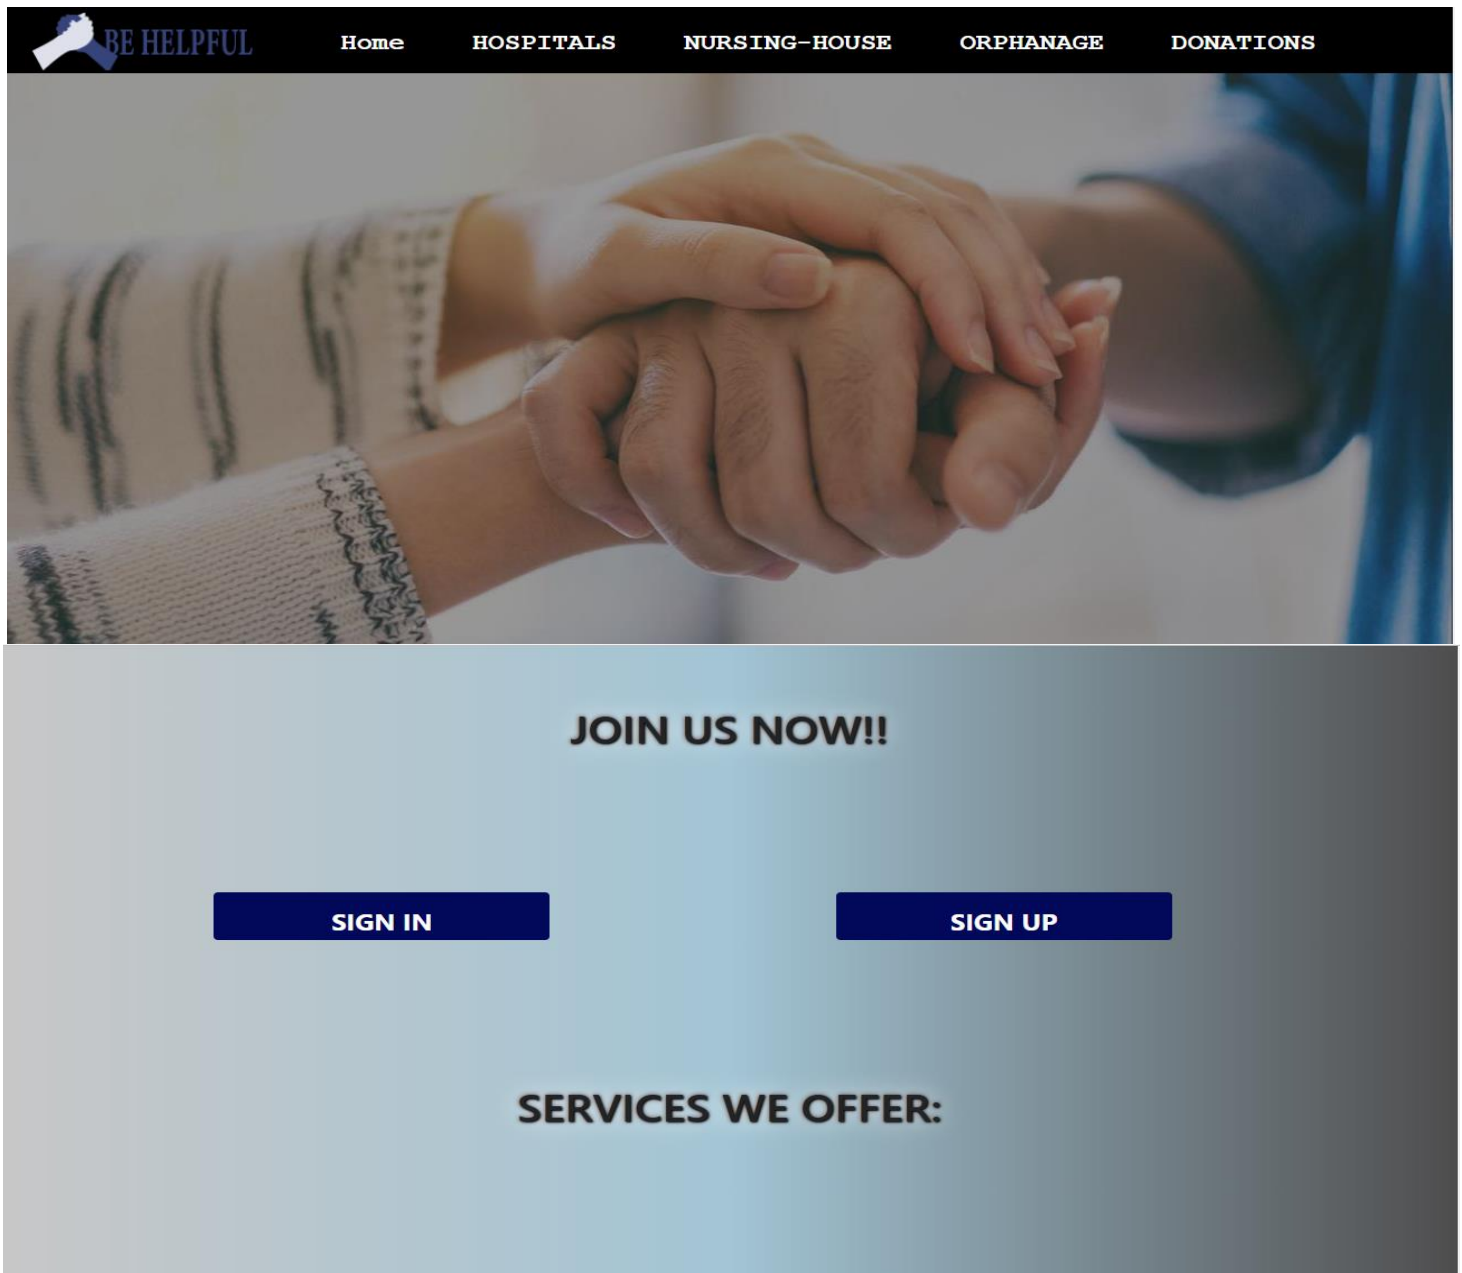 BE HELPFUL Home HOSPITALS NURSING-HOUSE ORPHANAGE DONATIONS
JOIN US NOW!!
SIGN IN SIGN UP
SERVICES WE OFFER: